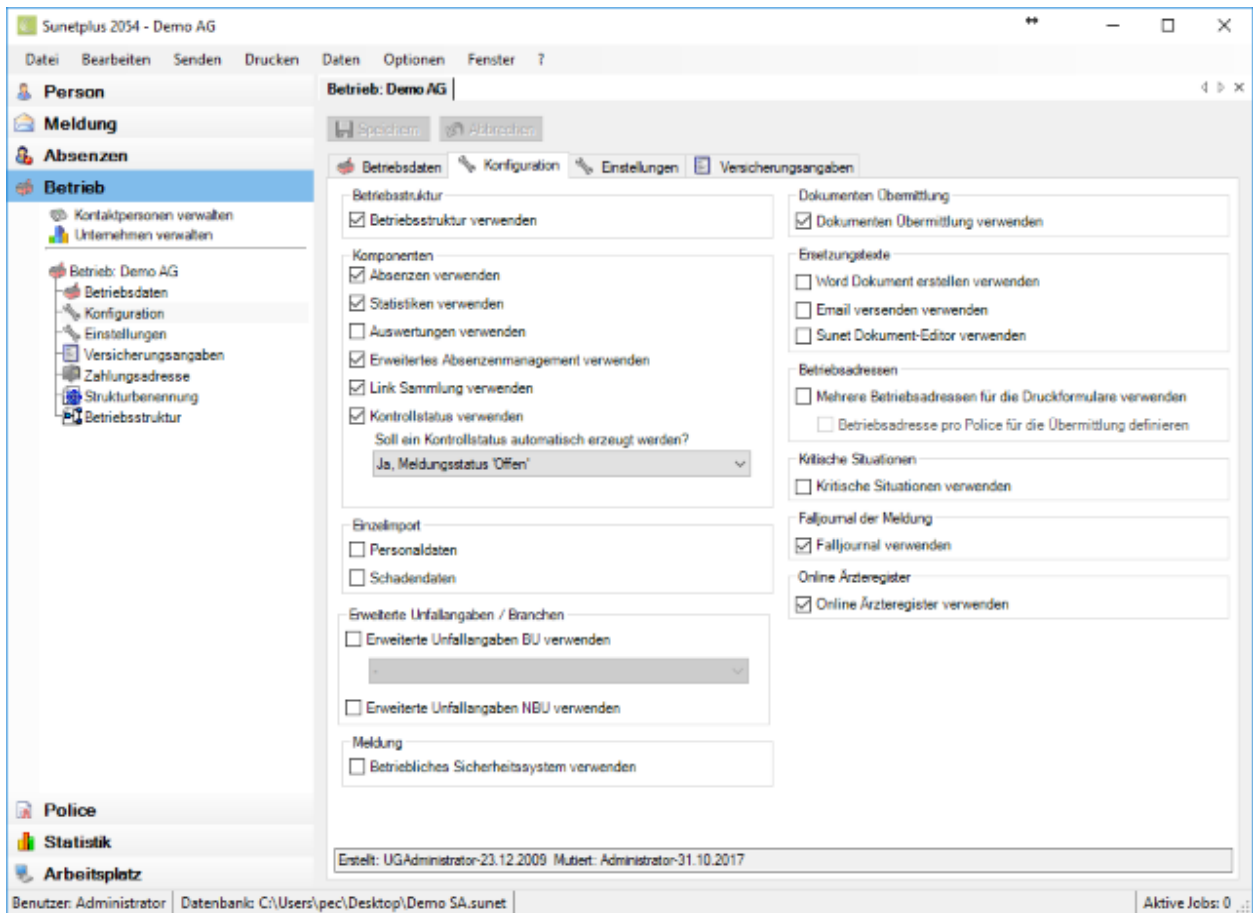 Sunetplus 2054 - Demo AG
Datei Bearbeiten Senden Drucken Daten Optionen Fenster ?
Person
Meldung
Absenzen
Betrieb
Kontaktpersonen verwalten
Unternehmen verwalten
Betrieb: Demo AG
Betriebsdaten
Konfiguration
Einstellungen
Versicherungsangaben
Zahlungsadresse
Strukturbenennung
Betriebsstruktur
Police
Statistik
Arbeitsplatz
Betrieb: Demo AG
Speichern Abbrechen
Betriebsdaten Konfiguration Einstellungen Versicherungsangaben
Betriebsstruktur
Betriebsstruktur verwenden
Komponenten
Absenzen verwenden
Statistiken verwenden
Auswertungen verwenden
Erweitertes Absenzenmanagement verwenden
Link Sammlung verwenden
Kontrollstatus verwenden
Soll ein Kontrollstatus automatisch erzeugt werden?
Ja, Meldungsstatus 'Offen'
Einzelimport
Personaldaten
Schadendaten
Erweiterte Unfallangaben / Branchen
Erweiterte Unfallangaben BU verwenden
-
Erweiterte Unfallangaben NBU verwenden
Meldung
Betriebliches Sicherheitssystem verwenden
Dokumenten Übermittlung
Dokumenten Übermittlung verwenden
Ersetzungstexte
Word Dokument erstellen verwenden
Email versenden verwenden
Sunet Dokument-Editor verwenden
Betriebsadressen
Mehrere Betriebsadressen für die Druckformulare verwenden
Betriebsadresse pro Police für die Übermittlung definieren
Kritische Situationen
Kritische Situationen verwenden
Falljournal der Meldung
Falljournal verwenden
Online Ärzteregister
Online Ärzteregister verwenden
Erstellt: UGAdministrator-23.12.2009 Mutiert: Administrator-31.10.2017
Benutzer: Administrator Datenbank: C:\Users\pec\Desktop\Demo SA.sunet Aktive Jobs: 0